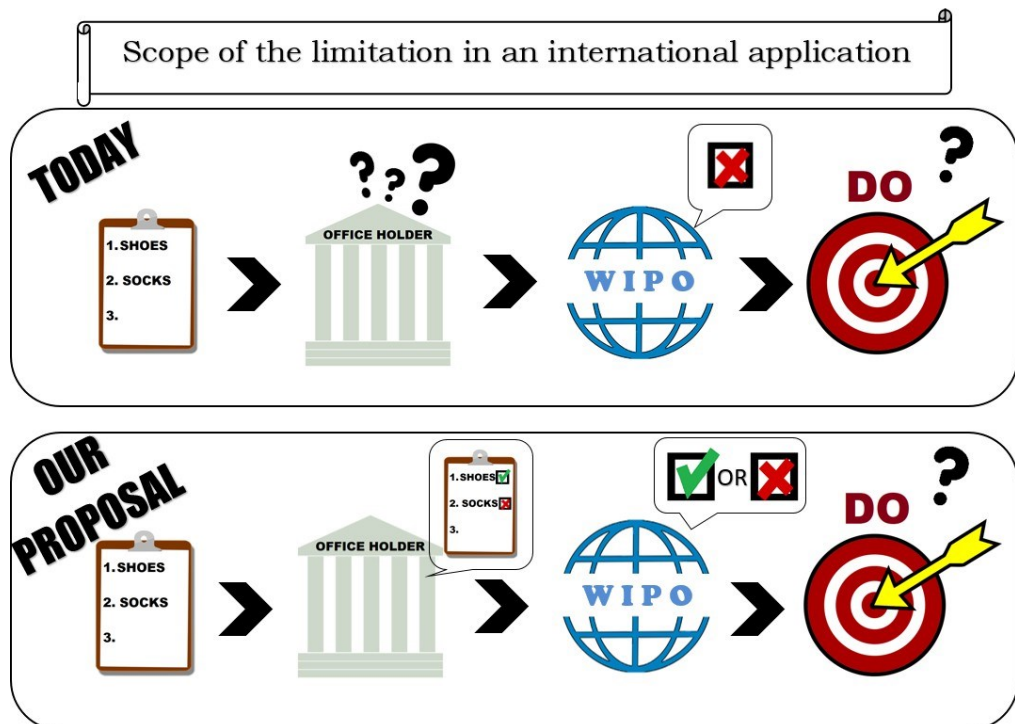 Scope of the limitation in an international application
TODAY
? ? ?
?
DO
1. SHOES
OFFICE HOLDER
2. SOCKS
WIPO
3.
OUR
PROPOSAL
1. SHOES
2. SOCKS
3.
OR
?
DO
OFFICE HOLDER
1. SHOES
2. SOCKS
WIPO
3.